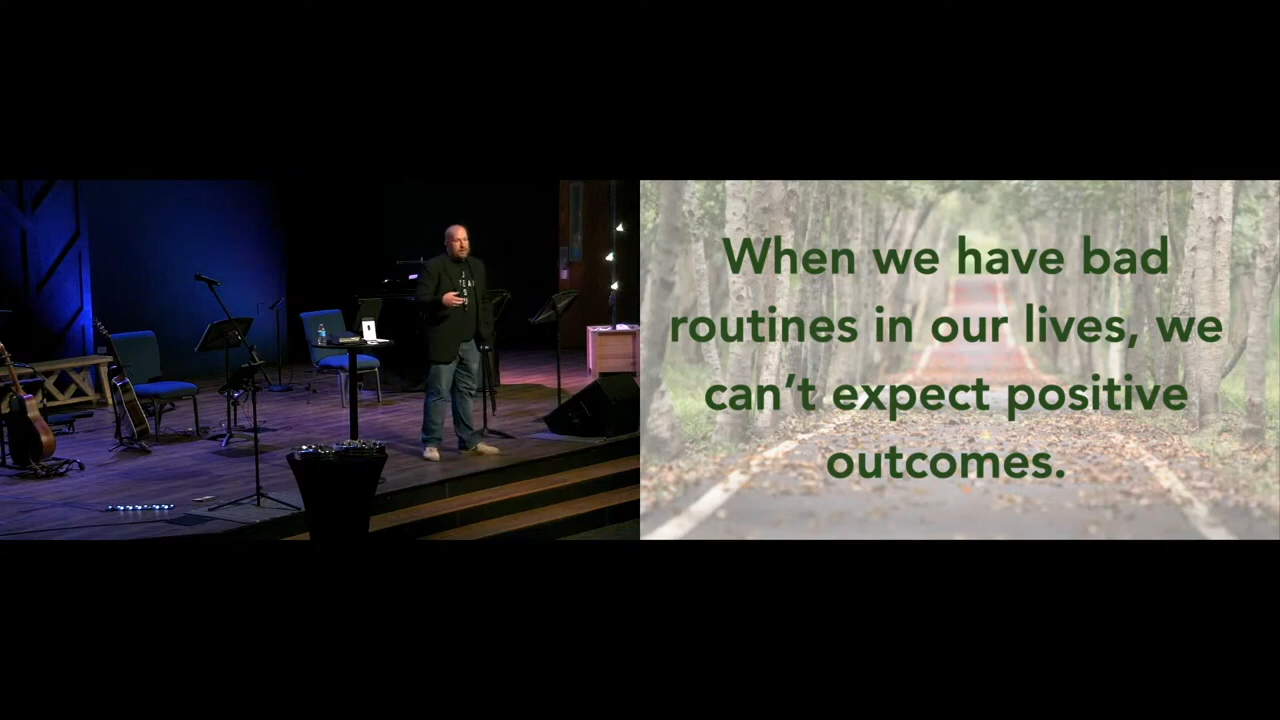 When we have bad
routines in our lives, we
can't expect positive
outcomes.